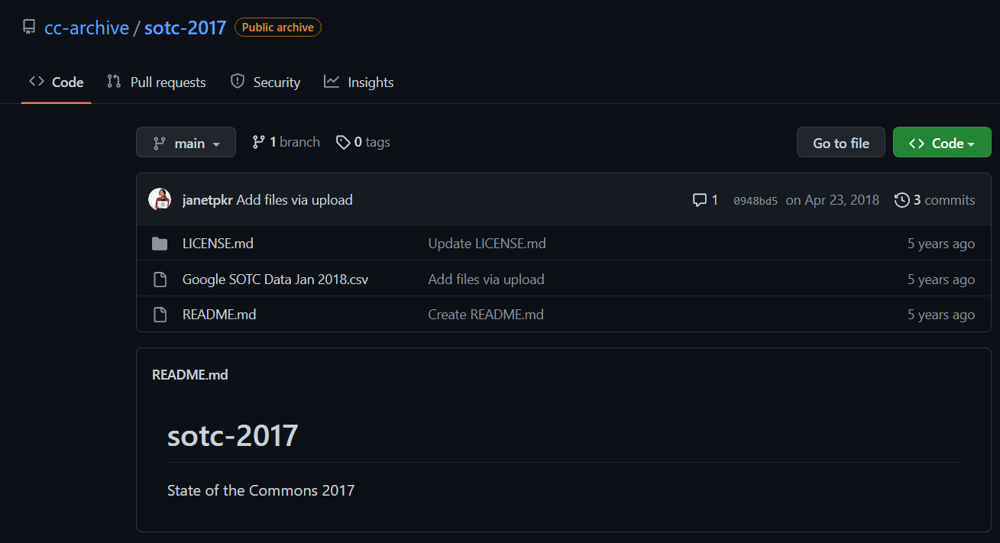 cc-archive / sotc-2017 Public archive
Code Pull requests Security Insights
main 1 branch 0 tags Go to file Code
janetpkr Add files via upload 1 0948bd5 on Apr 23, 2018 3 commits
LICENSE.md Update LICENSE.md 5 years ago
Google SOTC Data Jan 2018.csv Add files via upload 5 years ago
README.md Create README.md 5 years ago
README.md
sotc-2017
State of the Commons 2017